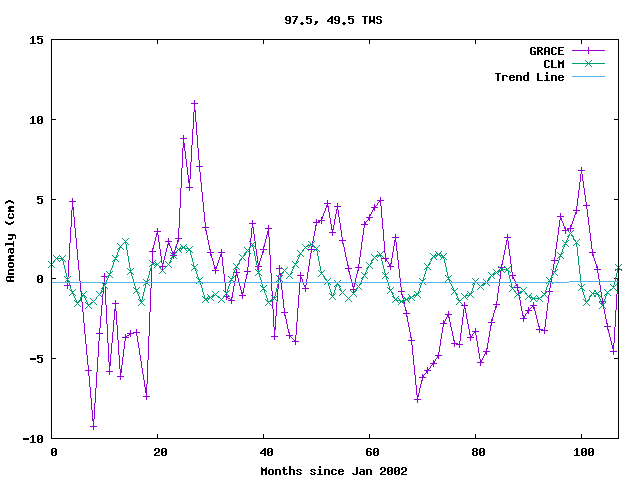 97.5, 49.5 TWS
GRACE
CLM
Trend Line
15
10
5
0
-5
-10
Anomaly (cm)
0 20 40 60 80 100
Months since Jan 2002